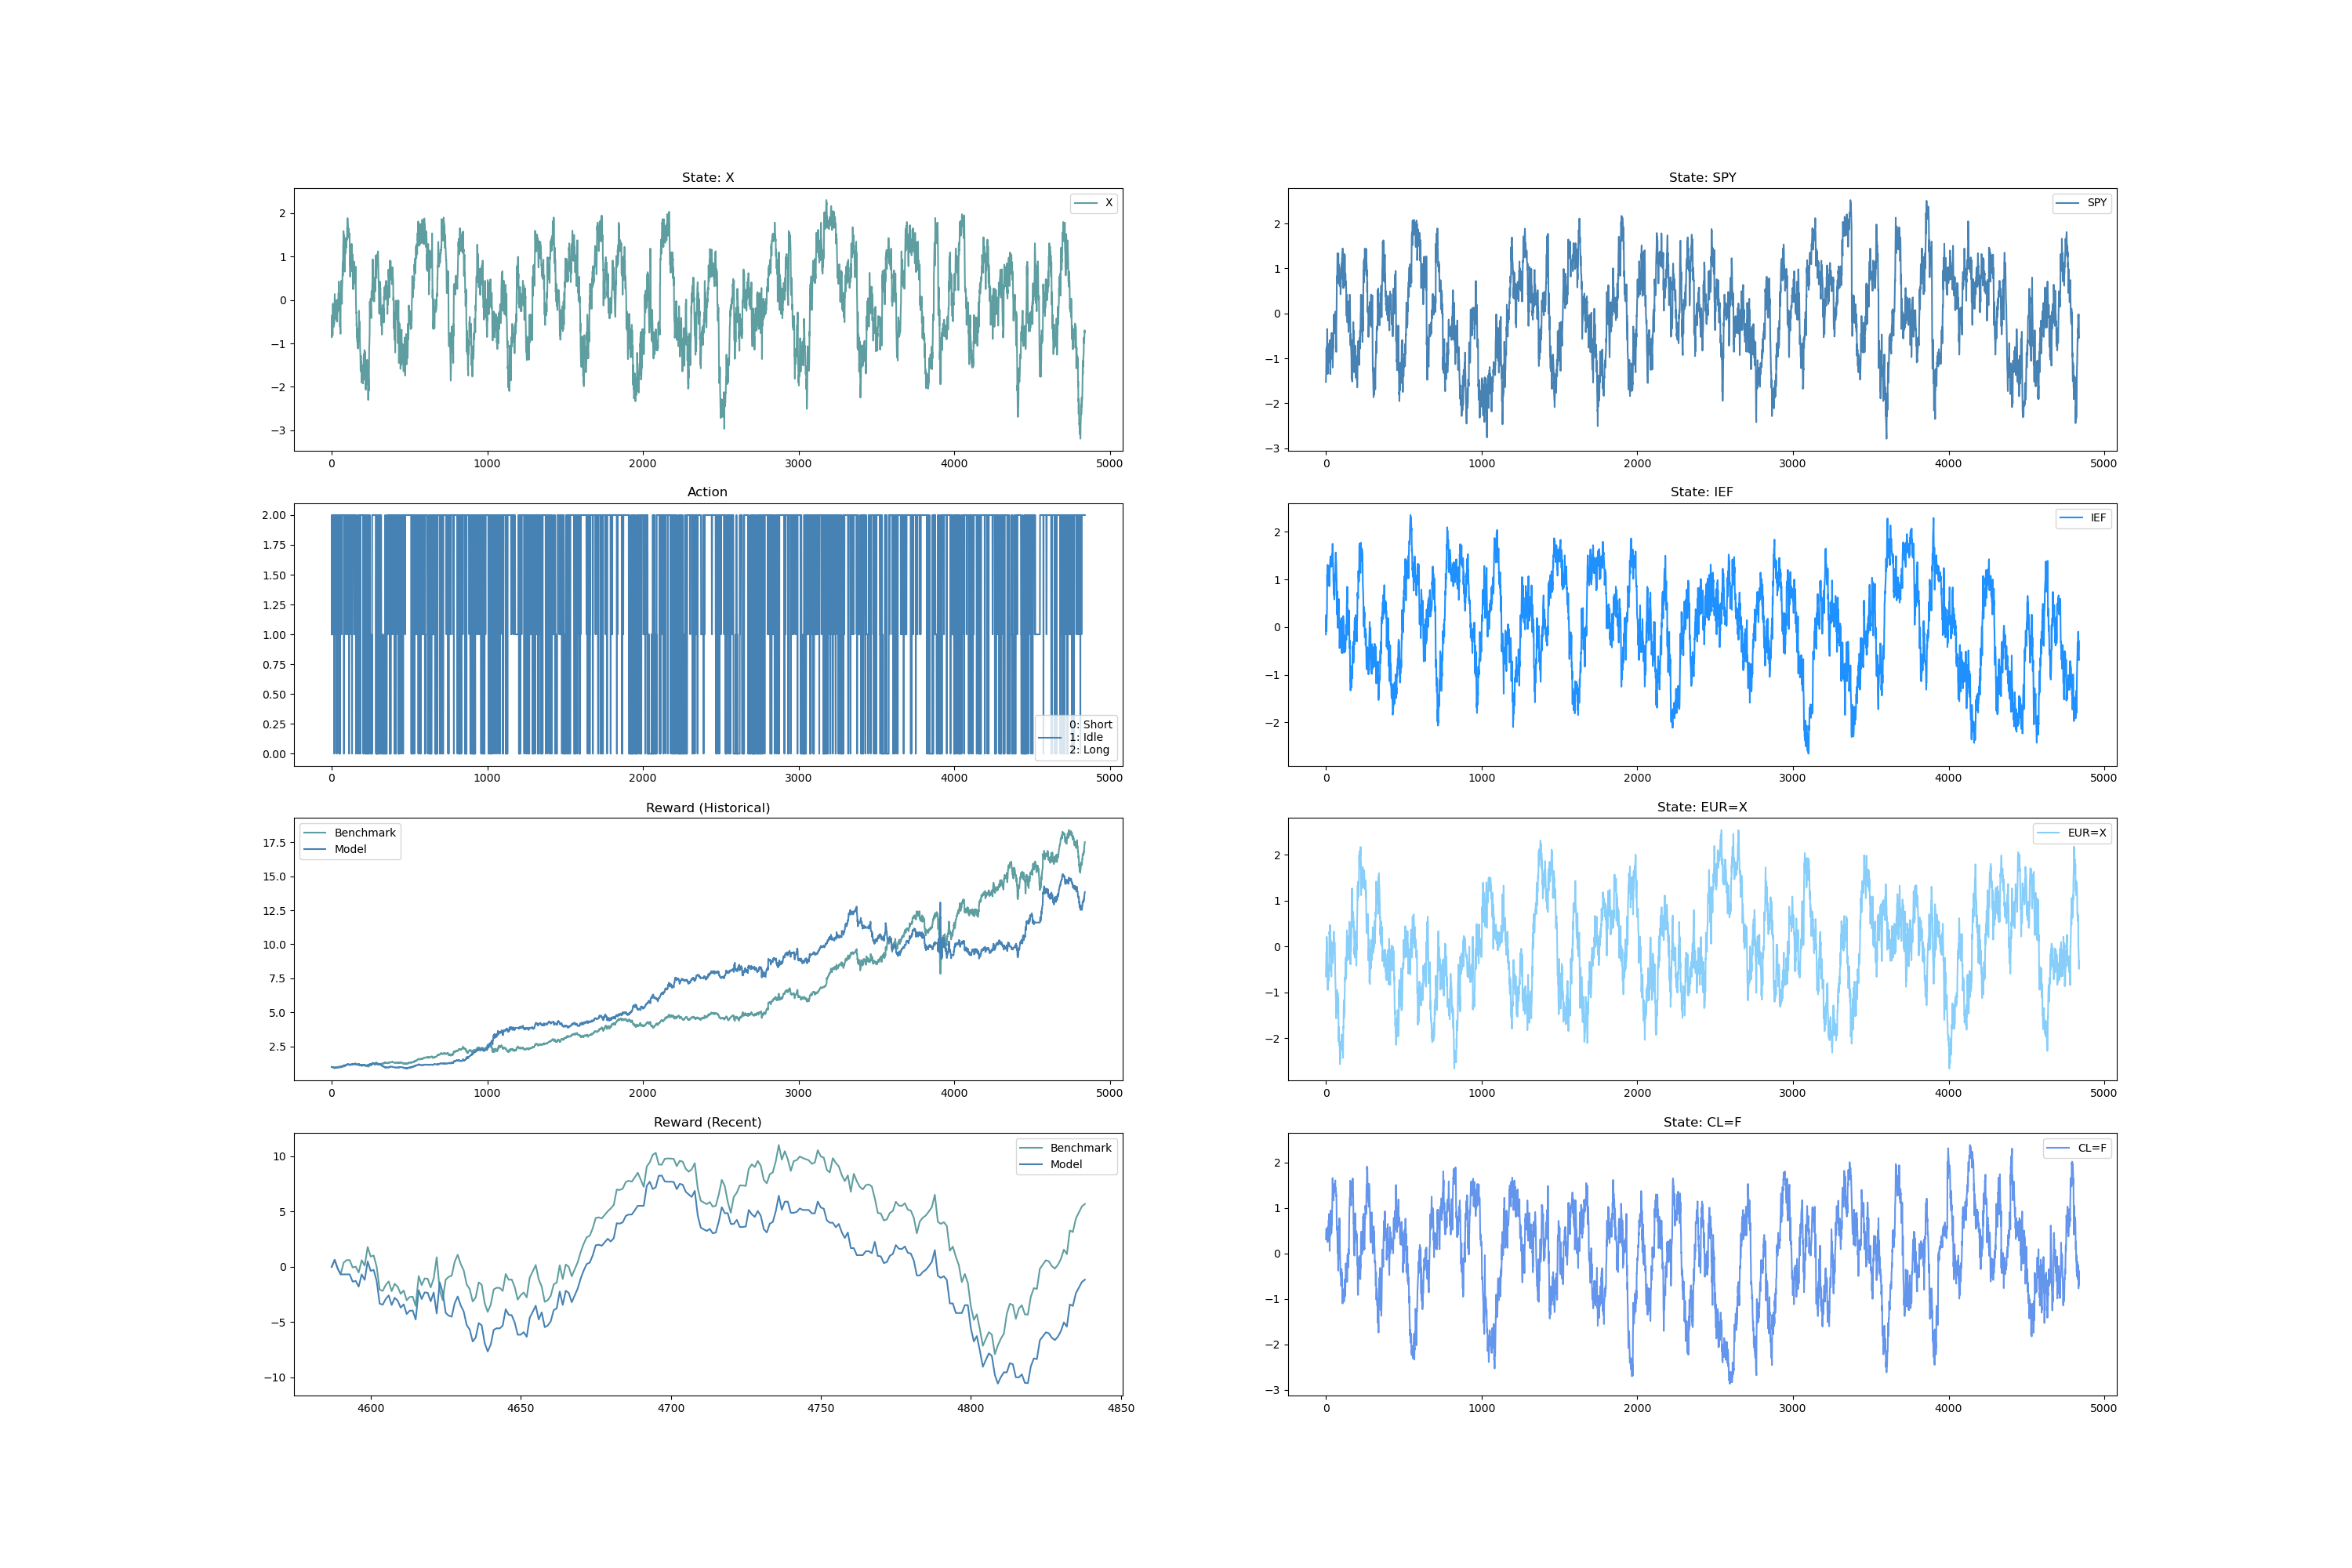 State: X
X
2
1
0
−1
−2
−3
0 1000 2000 3000 4000 5000
State: SPY
SPY
2
1
0
−1
−2
−3
0 1000 2000 3000 4000 5000
Action
2.00
1.75
1.50
1.25
1.00
0.75
0.50
0.25
0.00
0: Short
1: Idle
2: Long
0 1000 2000 3000 4000 5000
State: IEF
IEF
2
1
0
−1
−2
0 1000 2000 3000 4000 5000
Reward (Historical)
Benchmark
Model
17.5
15.0
12.5
10.0
7.5
5.0
2.5
0 1000 2000 3000 4000 5000
State: EUR=X
EUR=X
2
1
0
−1
−2
0 1000 2000 3000 4000 5000
Reward (Recent)
Benchmark
Model
10
5
0
−5
−10
4600 4650 4700 4750 4800 4850
State: CL=F
CL=F
2
1
0
−1
−2
−3
0 1000 2000 3000 4000 5000